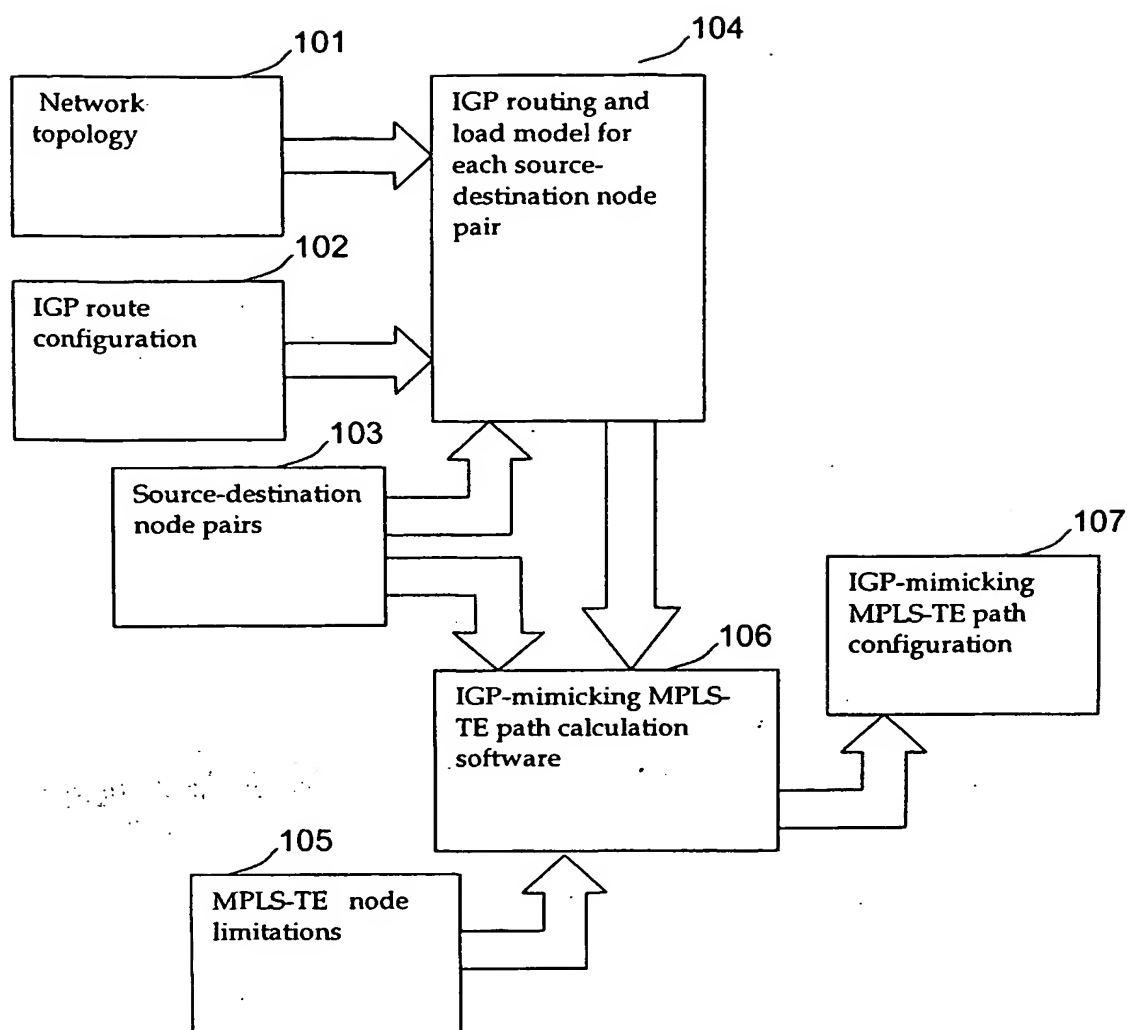 101
Network
topology
104
IGP routing and
load model for
each source-
destination node
pair
102
IGP route
configuration
103
Source-destination
node pairs
107
IGP-mimicking
MPLS-TE path
configuration
106
IGP-mimicking MPLS-
TE path calculation
software
105
MPLS-TE node
limitations